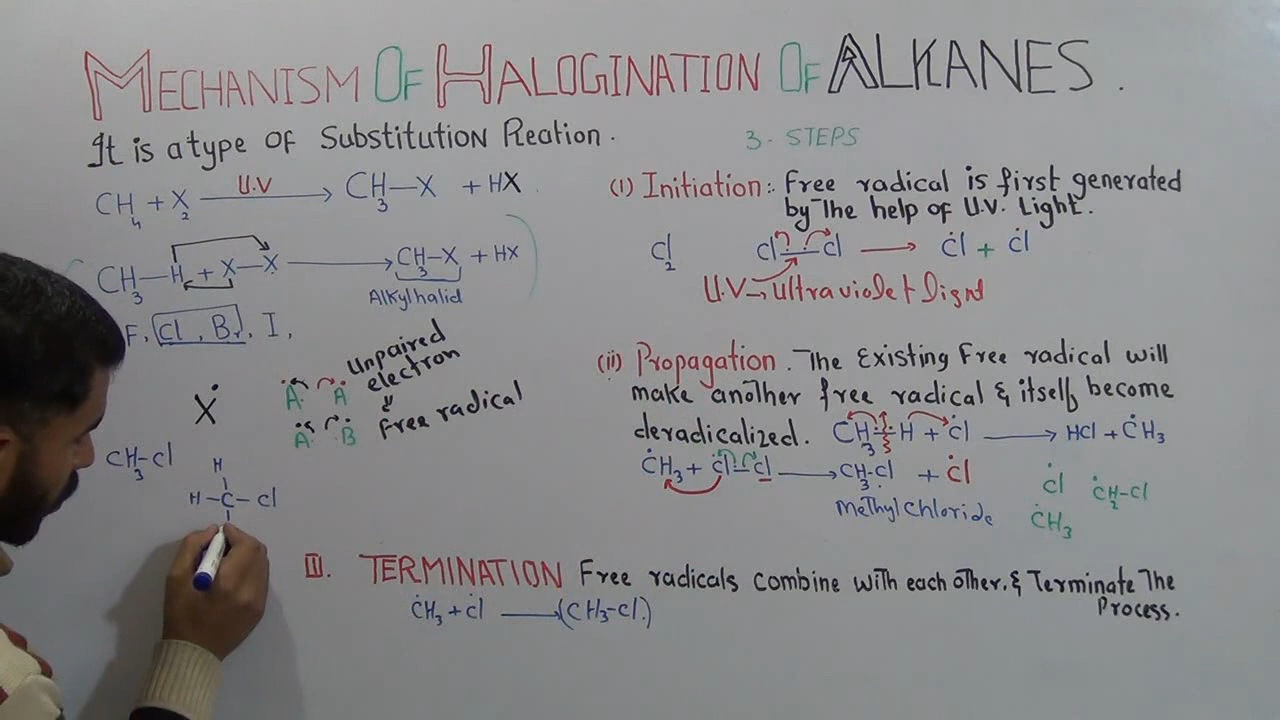 MECHANISM OF HALOGINATION OF ALKANES.
It is a type OF Substitution Reation.
CH4 + X2 —U.V→ CH3—X + HX
CH3—H + X—X → CH3—X + HX
Alkylhalid
F, Cl, Br, I,
Ẋ
A· A
A· B
Unpaired
electron
Free radical
CH3-Cl
H
H-C-Cl
3. STEPS
(i) Initiation: Free radical is first generated
by The help of U.V. Light.
Cl2 Cl—Cl → Ċl + Ċl
U.V→ultraviolet light
(ii) Propagation. The Existing Free radical will
make another free radical & itself become
deradicalized. CH3-H + Ċl → HCl + ĊH3
ĊH3 + Cl-Cl → CH3-Cl + Ċl
Methyl Chloride
Ċl ĊH2-Cl
ĊH3
III. TERMINATION Free radicals combine with each other. & Terminate The
Process.
ĊH3 + Ċl → (CH3-Cl.)